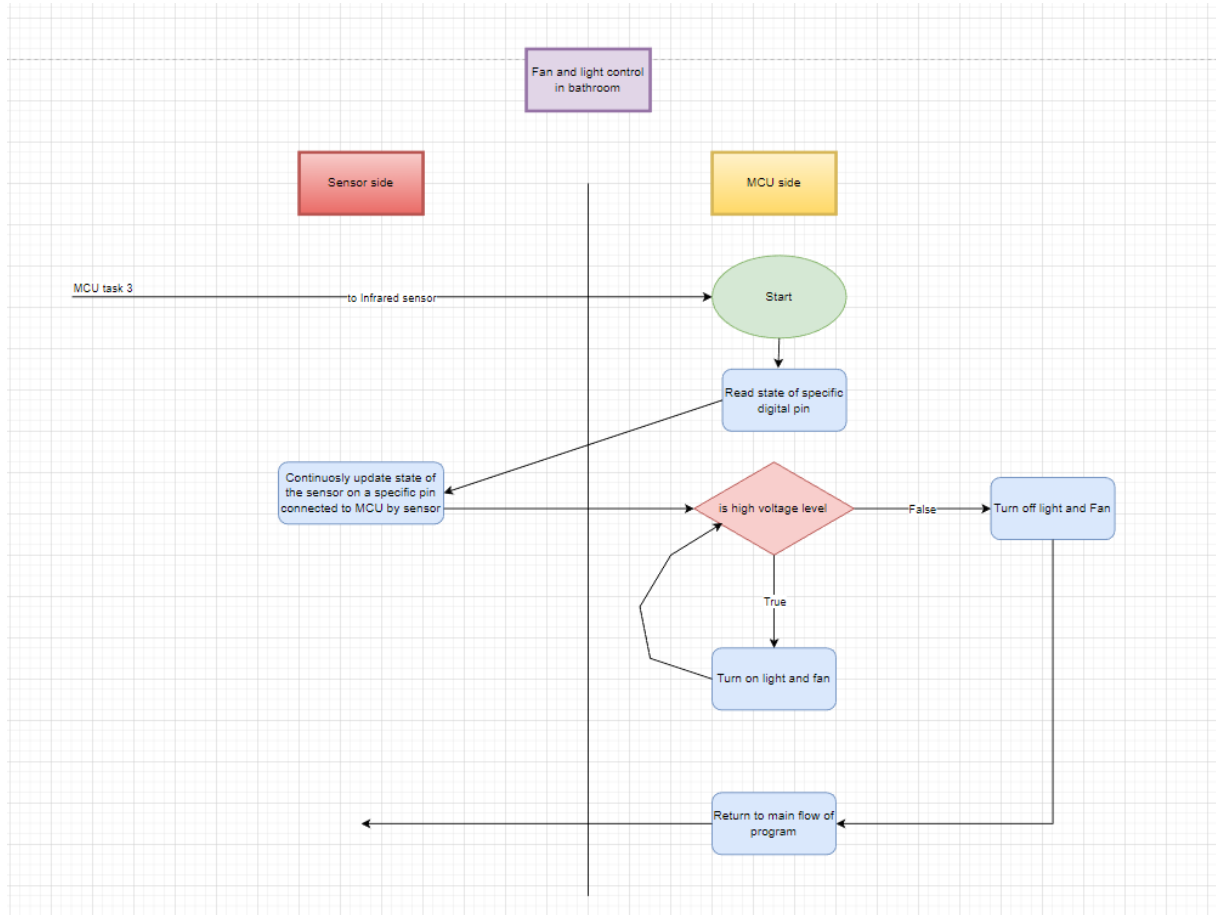 Fan and light control
in bathroom
Sensor side
MCU side
MCU task 3
to Infrared sensor
Start
Read state of specific
digital pin
Continuosly update state of
the sensor on a specific pin
connected to MCU by sensor
is high voltage level
False
Turn off light and Fan
True
Turn on light and fan
Return to main flow of
program